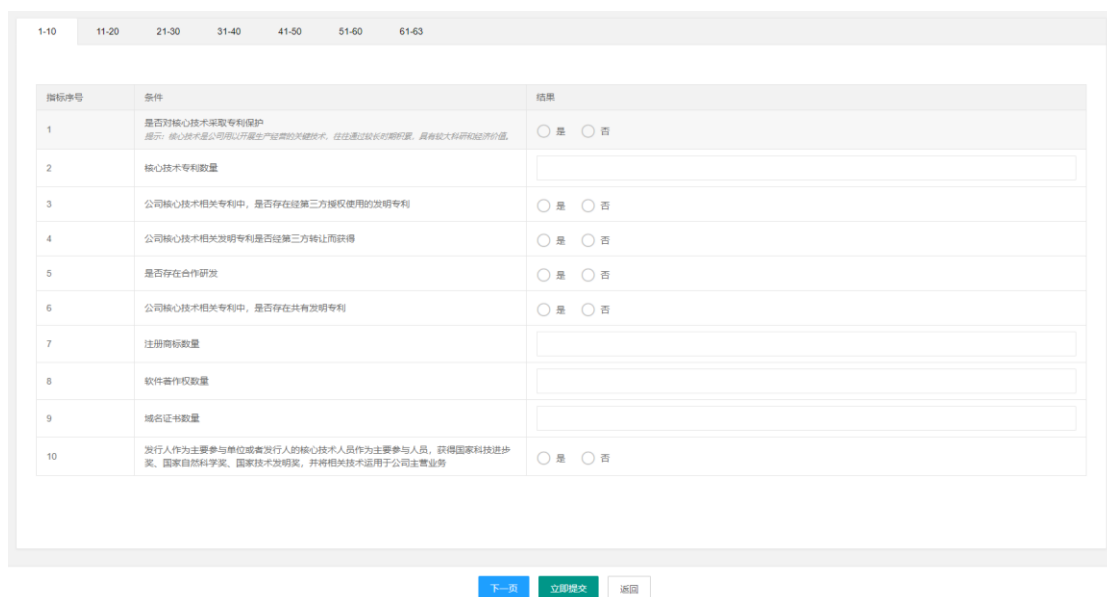 1-10 11-20 21-30 31-40 41-50 51-60 61-63
指标序号 条件 结果
1 是否对核心技术采取专利保护 是 否
提示：核心技术是公司用以开展生产经营的关键技术，往往通过较长时期积累，具有较大科研和经济价值。
2 核心技术专利数量
3 公司核心技术相关专利中，是否存在经第三方授权使用的发明专利 是 否
4 公司核心技术相关发明专利是否经第三方转让而获得 是 否
5 是否存在合作研发 是 否
6 公司核心技术相关专利中，是否存在共有发明专利 是 否
7 注册商标数量
8 软件著作权数量
9 域名证书数量
10 发行人作为主要参与单位或者发行人的核心技术人员作为主要参与人员，获得国家科技进步 是 否
奖、国家自然科学奖、国家技术发明奖，并将相关技术运用于公司主营业务
下一页 立即提交 返回